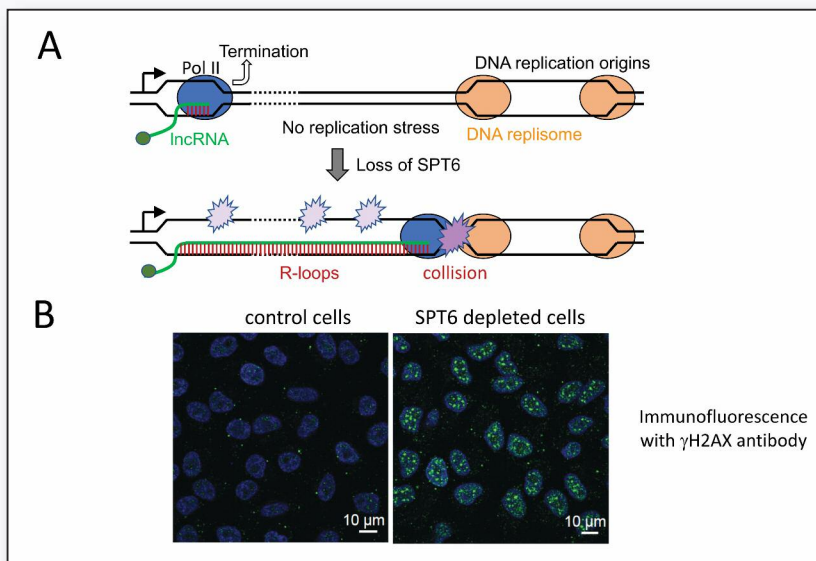 A
Termination
Pol II
DNA replication origins
lncRNA
No replication stress
DNA replisome
Loss of SPT6
R-loops
collision
B
control cells
SPT6 depleted cells
Immunofluorescence
with γH2AX antibody
10 µm
10 µm